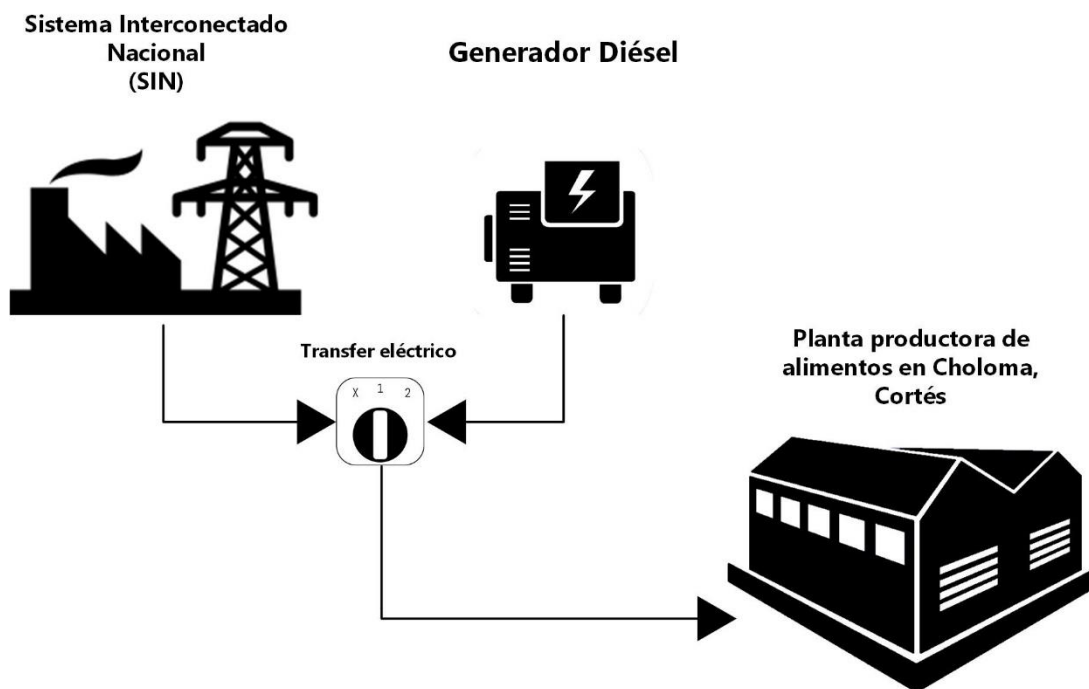 Sistema Interconectado
Nacional
(SIN)
Generador Diésel
Transfer eléctrico
X 1 2
Planta productora de
alimentos en Choloma,
Cortés